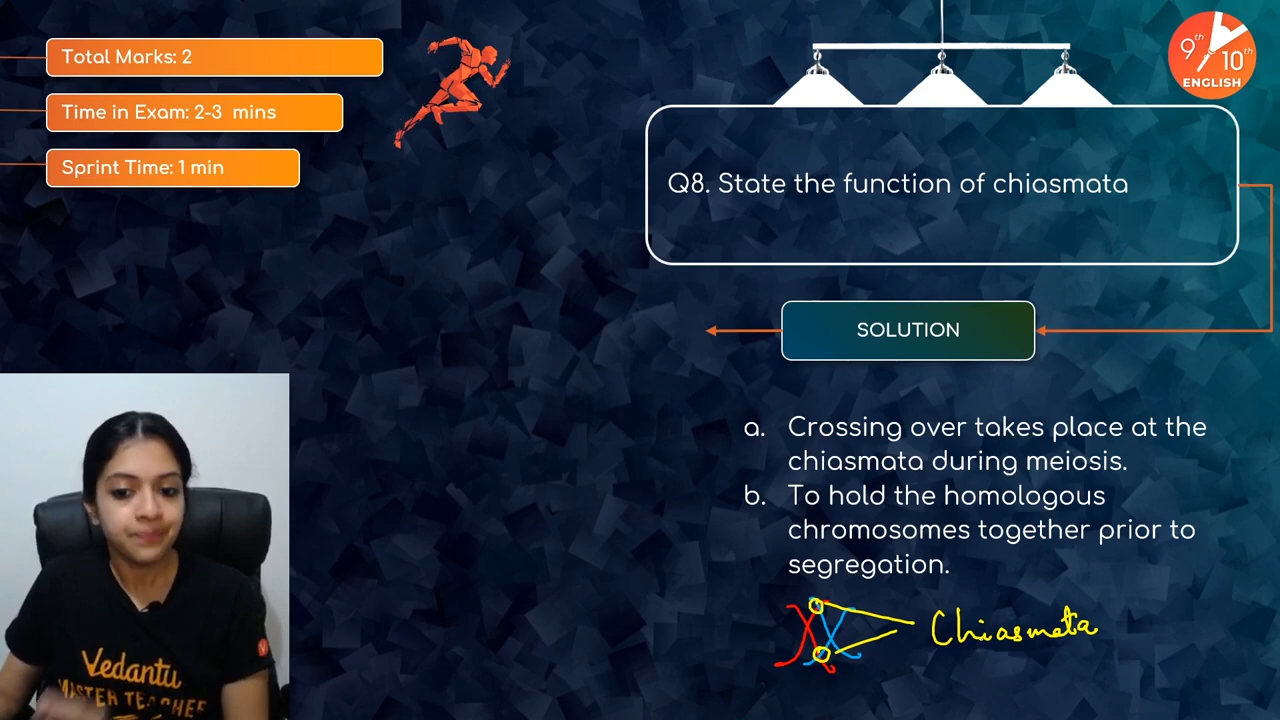 Total Marks: 2
Time in Exam: 2-3 mins
Sprint Time: 1 min
9th
10th
ENGLISH
Q8. State the function of chiasmata
SOLUTION
a. Crossing over takes place at the
chiasmata during meiosis.
b. To hold the homologous
chromosomes together prior to
segregation.
Chiasmata
Vedantu
MASTER TEACHER